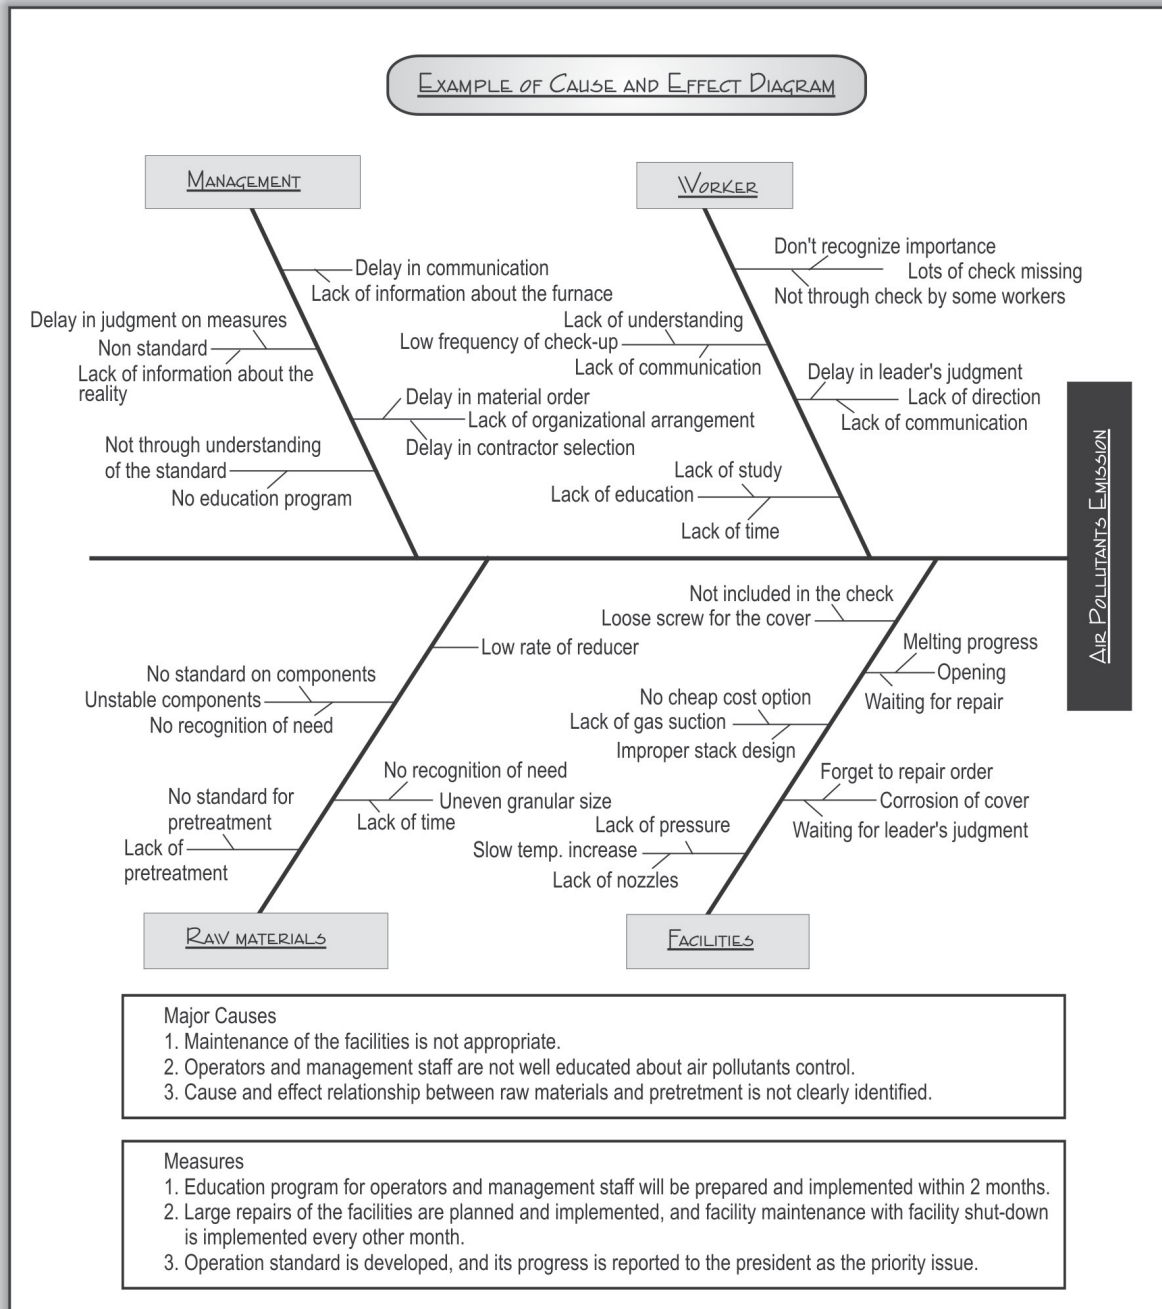 Example of Cause and Effect Diagram
Management
Worker
Delay in communication
Lack of information about the furnace
Delay in judgment on measures
Non standard
Lack of information about the
reality
Delay in material order
Lack of organizational arrangement
Delay in contractor selection
Not through understanding
of the standard
No education program
Don't recognize importance
Lots of check missing
Not through check by some workers
Lack of understanding
Low frequency of check-up
Lack of communication
Delay in leader's judgment
Lack of direction
Lack of communication
Lack of study
Lack of education
Lack of time
Air Pollutants Emission
Low rate of reducer
No standard on components
Unstable components
No recognition of need
No recognition of need
Uneven granular size
Lack of time
No standard for
pretreatment
Lack of
pretreatment
Not included in the check
Loose screw for the cover
Melting progress
Opening
Waiting for repair
No cheap cost option
Lack of gas suction
Improper stack design
Forget to repair order
Corrosion of cover
Waiting for leader's judgment
Lack of pressure
Slow temp. increase
Lack of nozzles
Raw materials
Facilities
Major Causes
1. Maintenance of the facilities is not appropriate.
2. Operators and management staff are not well educated about air pollutants control.
3. Cause and effect relationship between raw materials and pretretment is not clearly identified.
Measures
1. Education program for operators and management staff will be prepared and implemented within 2 months.
2. Large repairs of the facilities are planned and implemented, and facility maintenance with facility shut-down
is implemented every other month.
3. Operation standard is developed, and its progress is reported to the president as the priority issue.